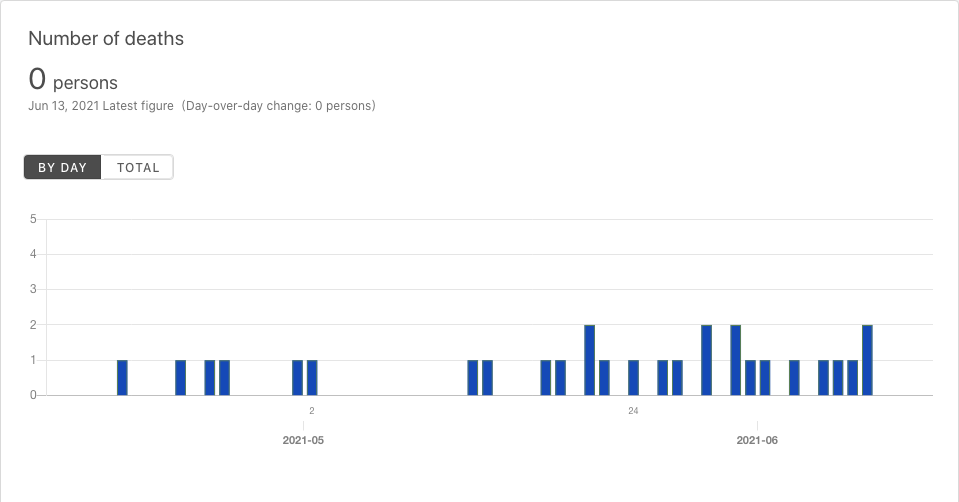 Number of deaths
0 persons
Jun 13, 2021 Latest figure (Day-over-day change: 0 persons)
BY DAY TOTAL
5
4
3
2
1
0
2 24
2021-05 2021-06